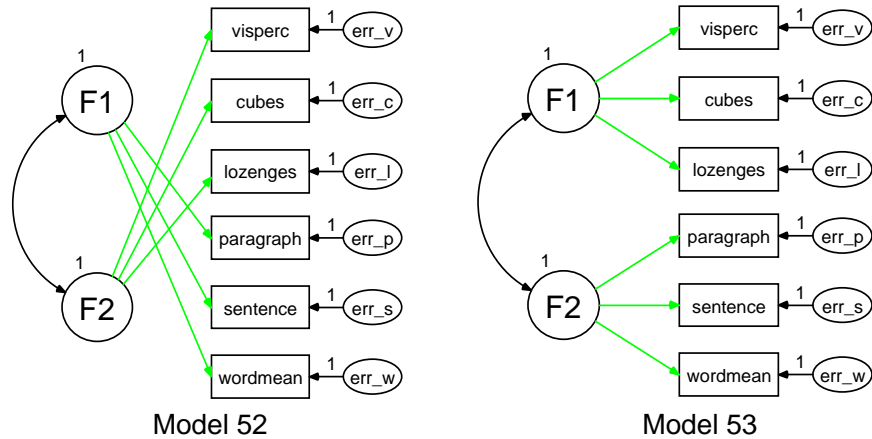 visperc
1
err_v
1
F1
cubes
1
err_c
lozenges
1
err_l
1
F2
paragraph
1
err_p
sentence
1
err_s
wordmean
1
err_w
Model 52
visperc
1
err_v
1
F1
cubes
1
err_c
lozenges
1
err_l
1
F2
paragraph
1
err_p
sentence
1
err_s
wordmean
1
err_w
Model 53